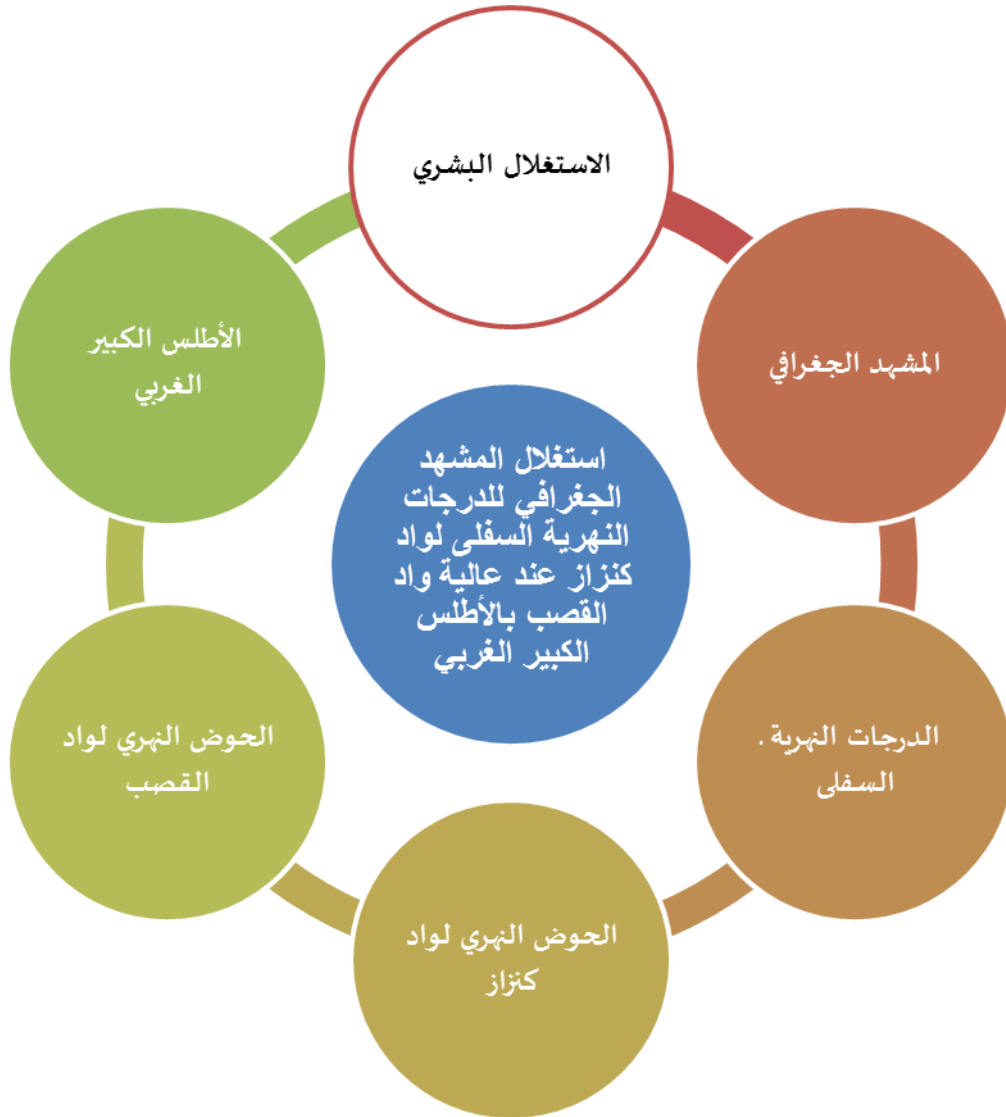 الاستغلال البشري
المشهد الجغرافي
الدرجات النهرية .
السفلى
الحوض النهري لواد
كنزاز
الحوض النهري لواد
القصب
الأطلس الكبير
الغربي
استغلال المشهد
الجغرافي للدرجات
النهرية السفلى لواد
كنزاز عند عالية واد
القصب بالأطلس
الكبير الغربي